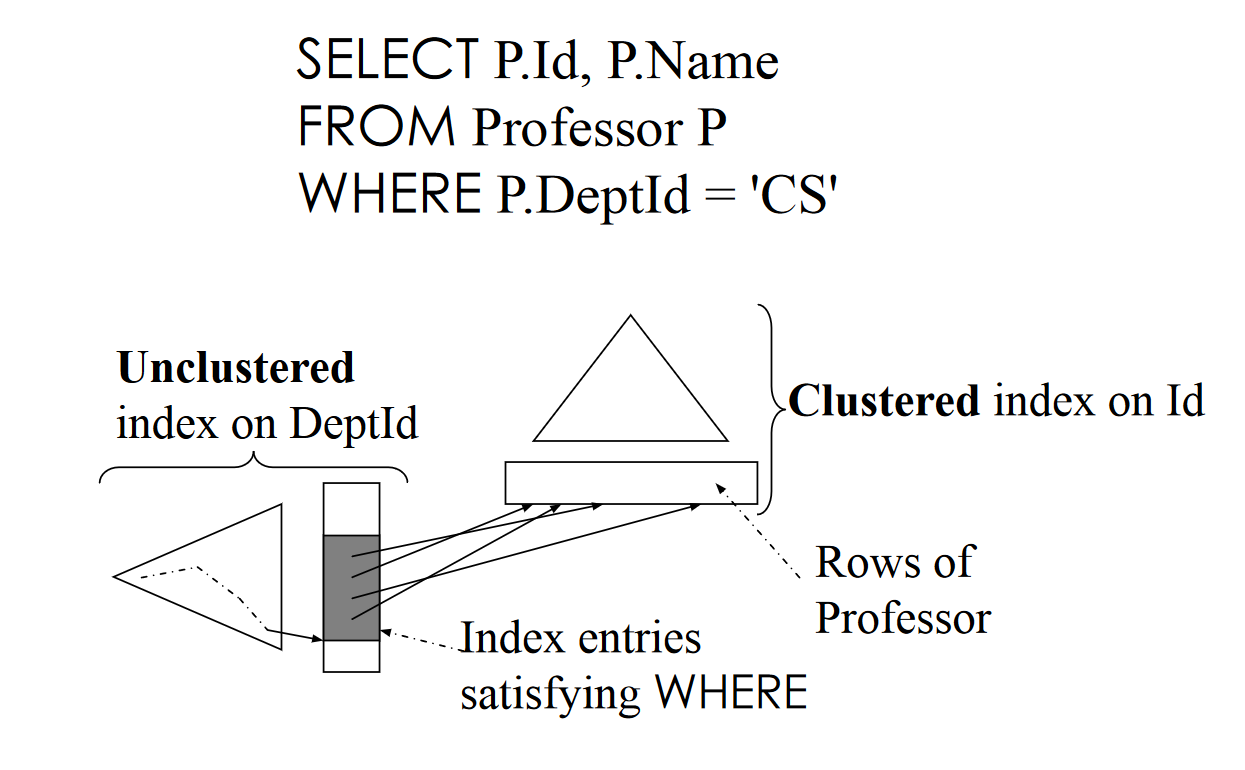 SELECT P.Id, P.Name
FROM Professor P
WHERE P.DeptId = 'CS'
Unclustered
index on DeptId
Clustered index on Id
Rows of
Professor
Index entries
satisfying WHERE